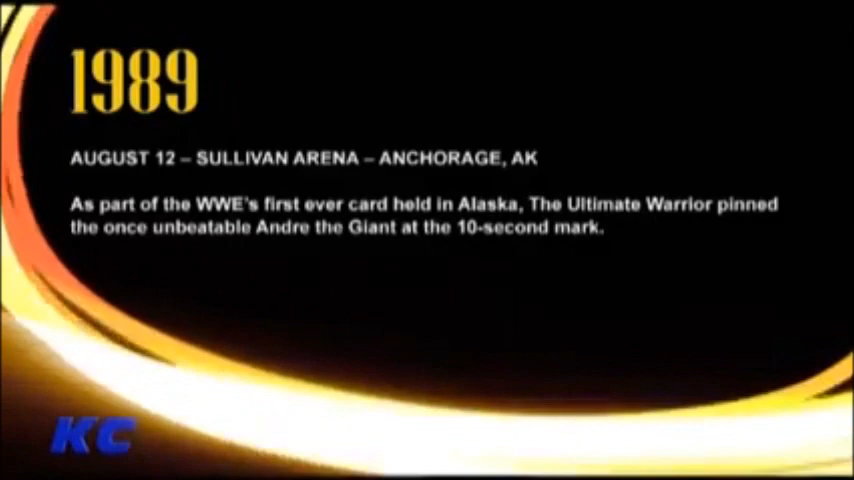 1989
AUGUST 12 – SULLIVAN ARENA – ANCHORAGE, AK
As part of the WWE's first ever card held in Alaska, The Ultimate Warrior pinned
the once unbeatable Andre the Giant at the 10-second mark.
KC